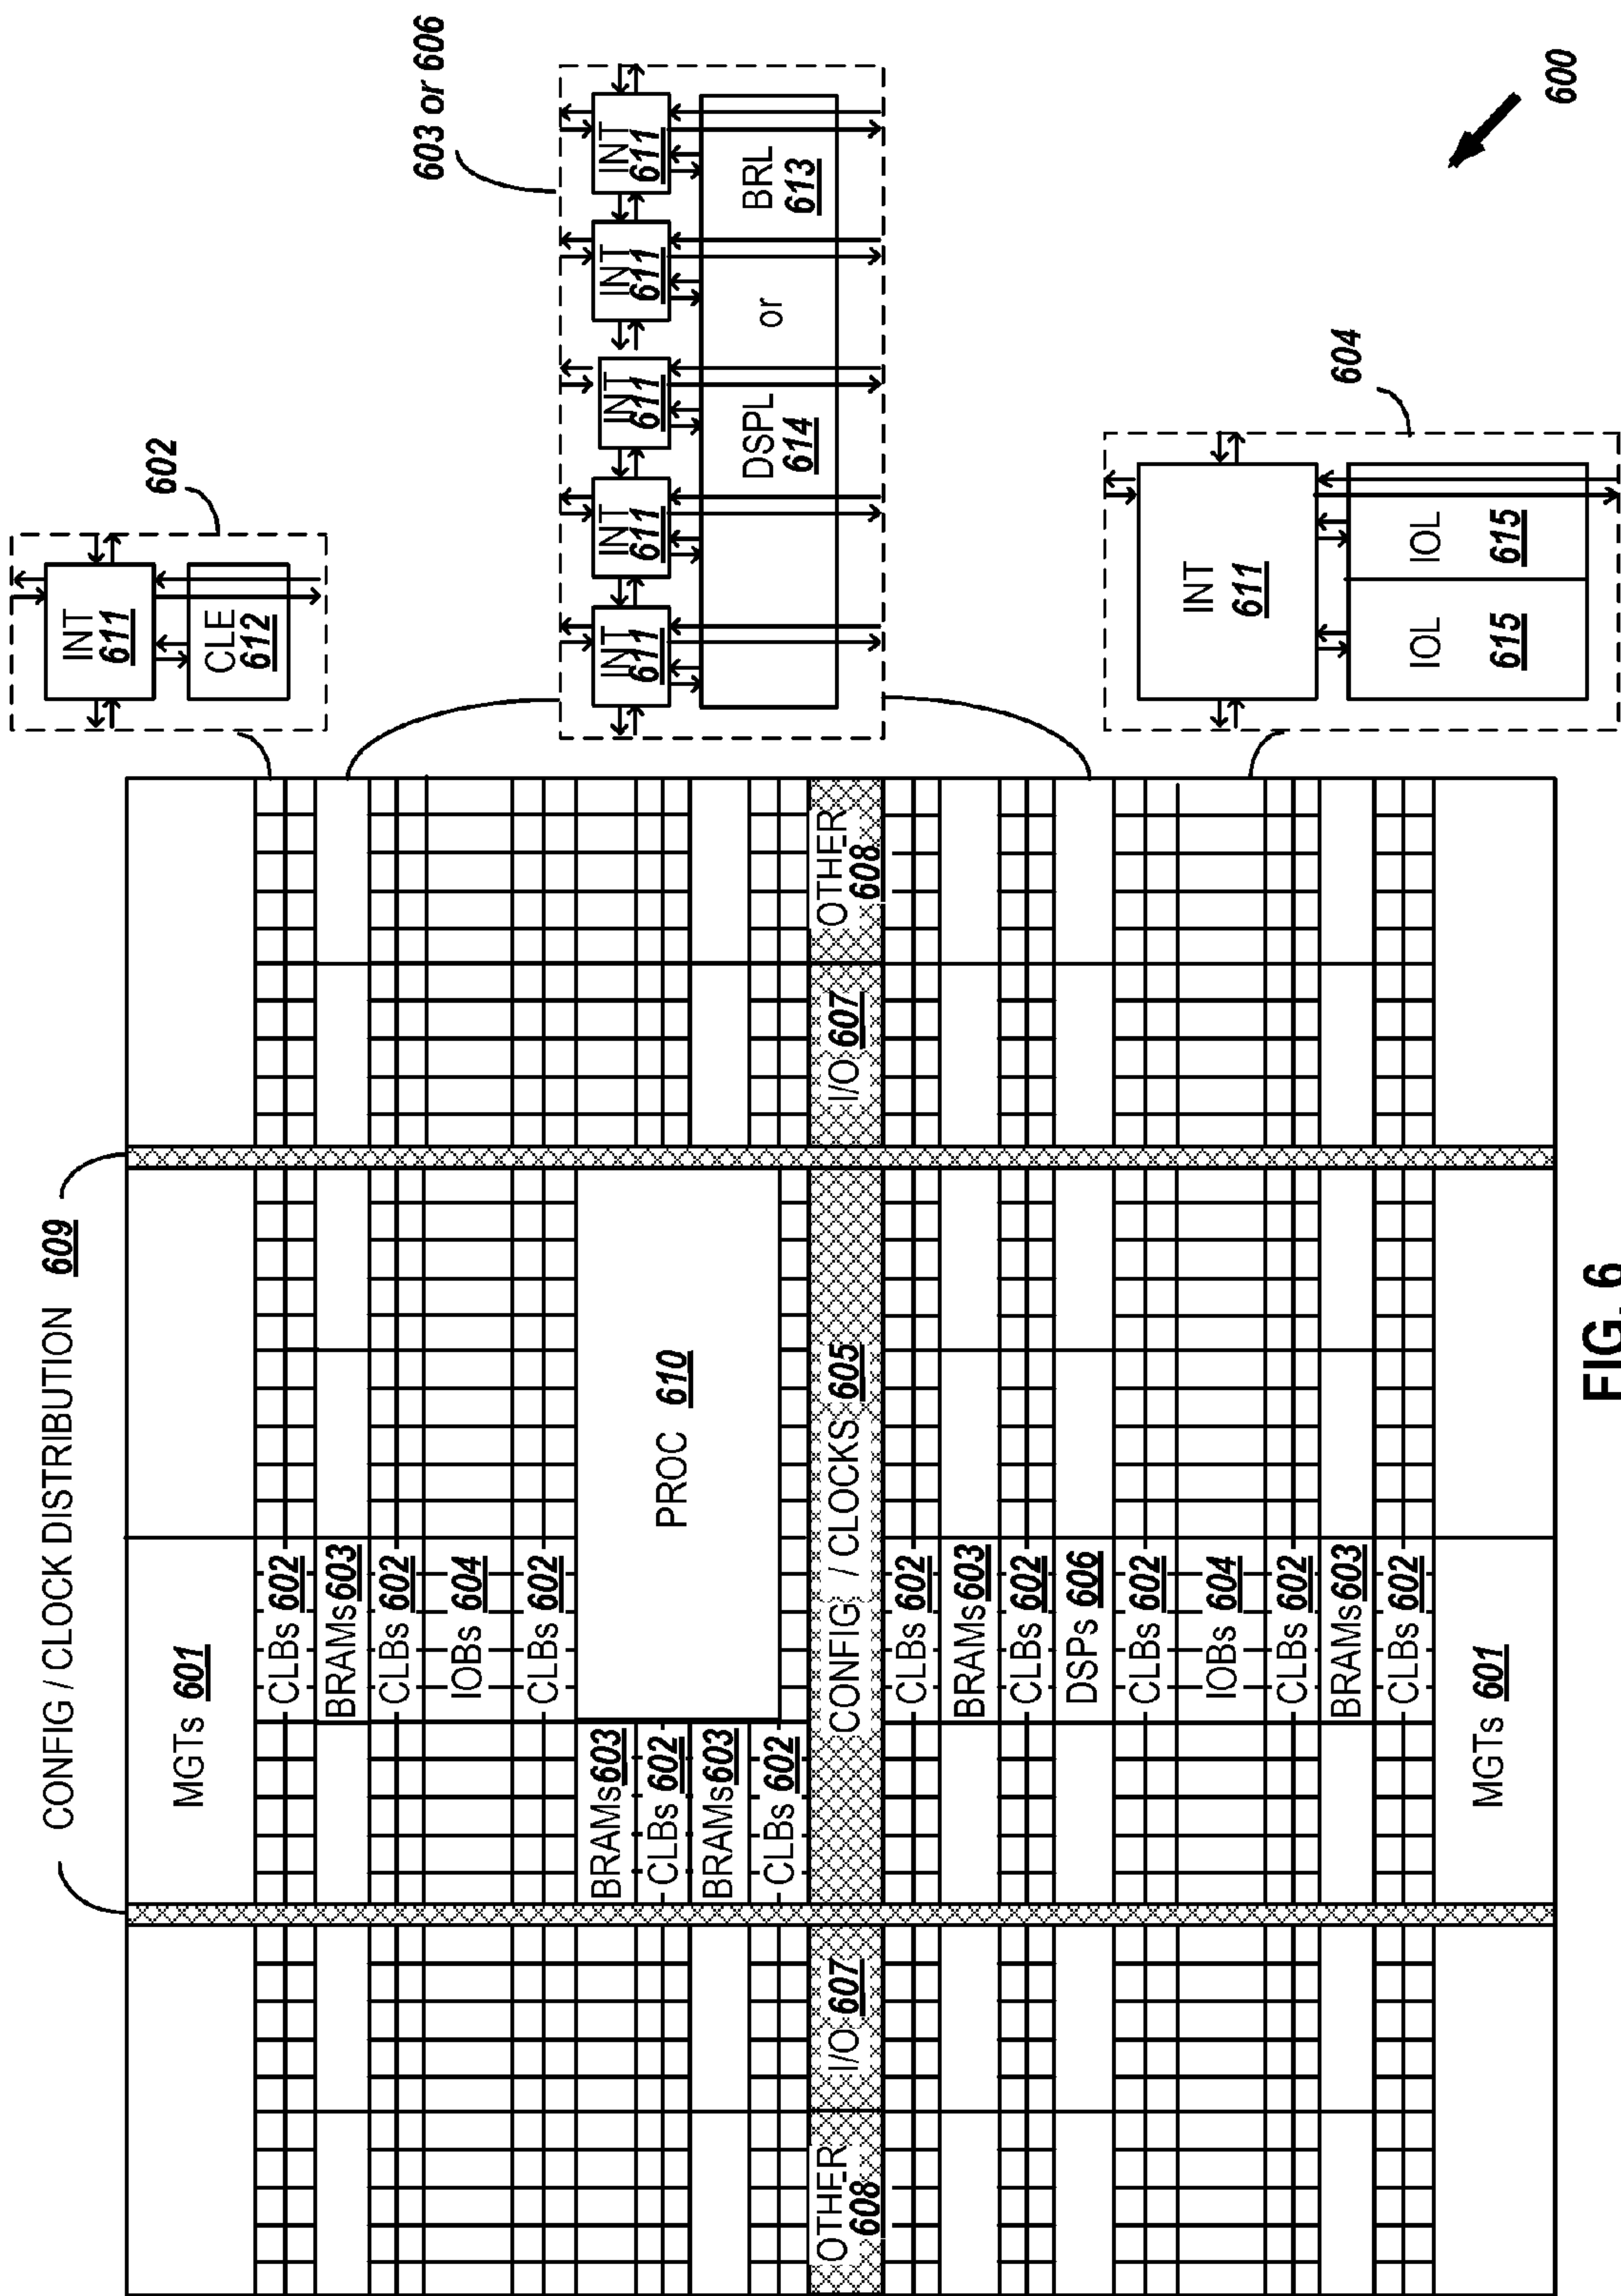 CONFIG / CLOCK DISTRIBUTION 609
MGTs 601
CLBs 602
BRAMs 603
CLBs 602
IOBs 604
CLBs 602
BRAMs 603
CLBs 602
BRAMs 603
CLBs 602
PROC 610
OTHER
608
I/O 607
CONFIG / CLOCKS 605
I/O 607
OTHER
608
CLBs 602
BRAMs 603
CLBs 602
DSPs 606
CLBs 602
IOBs 604
CLBs 602
BRAMs 603
CLBs 602
MGTs 601
602
INT
611
CLE
612
603 or 606
INT
611
INT
611
INT
611
INT
611
INT
611
DSPL
614
or
BRL
613
604
INT
611
IOL
615
IOL
615
600
FIG. 6